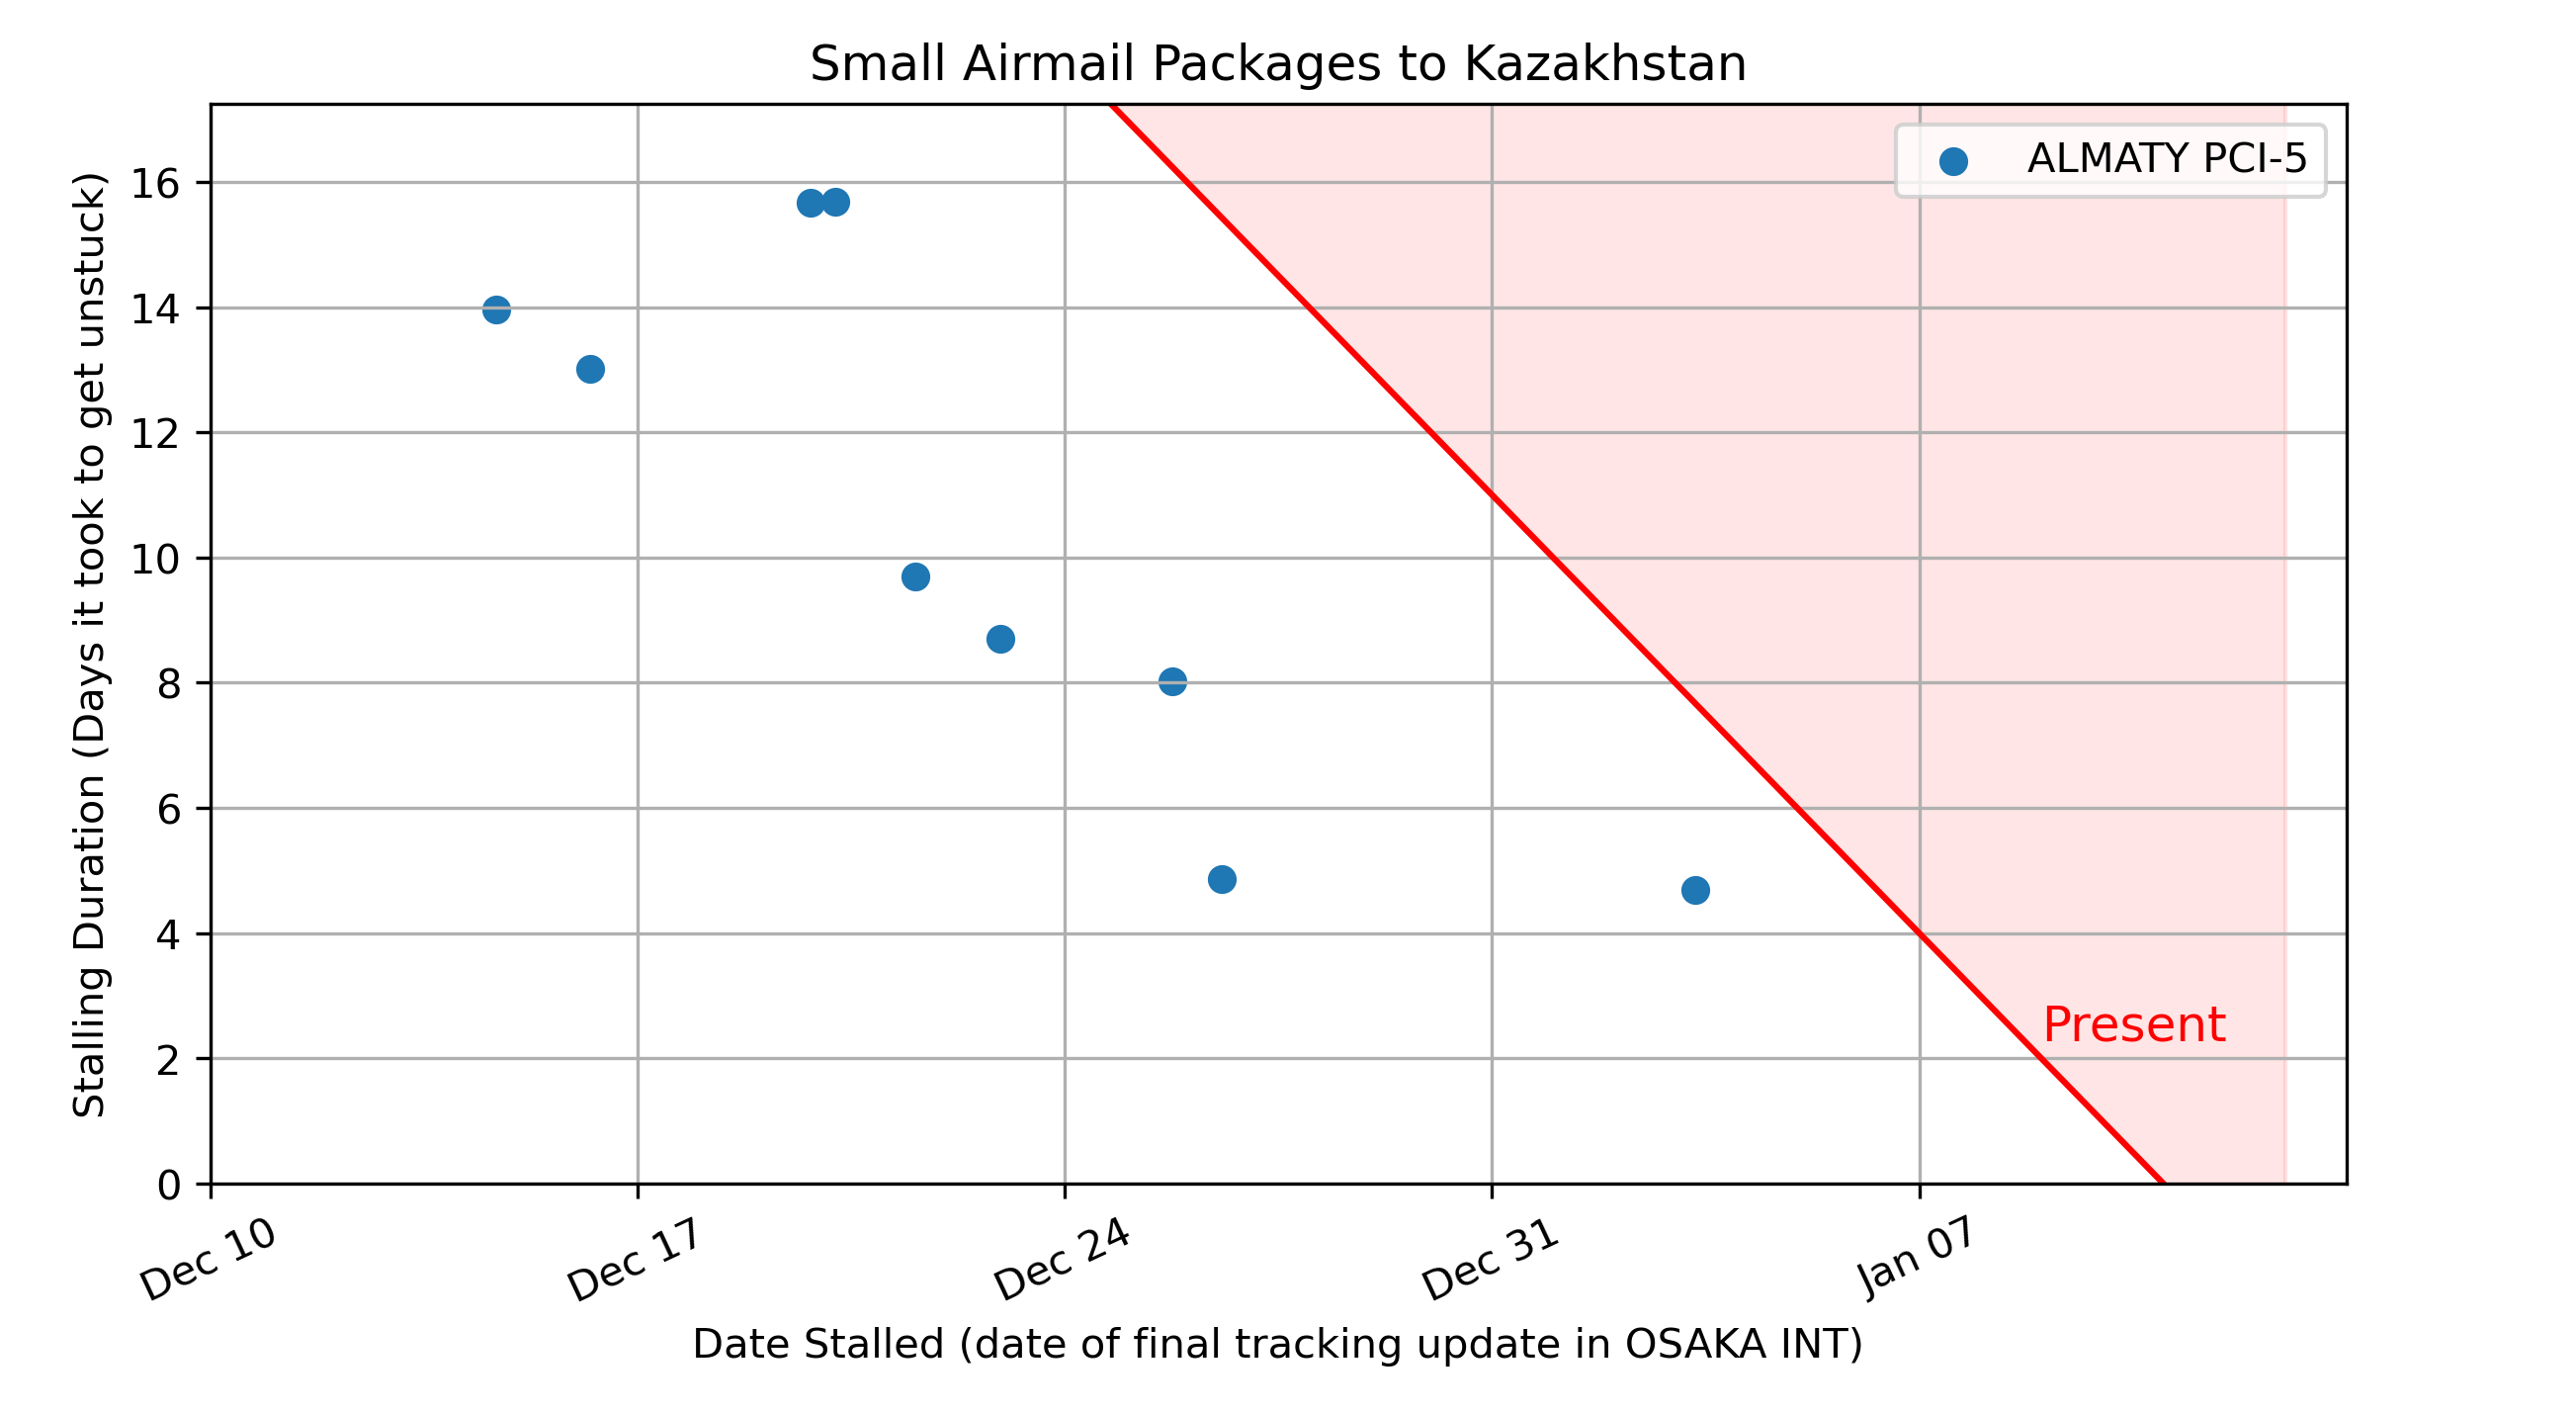 Small Airmail Packages to Kazakhstan
ALMATY PCI-5
Stalling Duration (Days it took to get unstuck)
16
14
12
10
8
6
4
2
0
Present
Dec 10
Dec 17
Dec 24
Dec 31
Jan 07
Date Stalled (date of final tracking update in OSAKA INT)